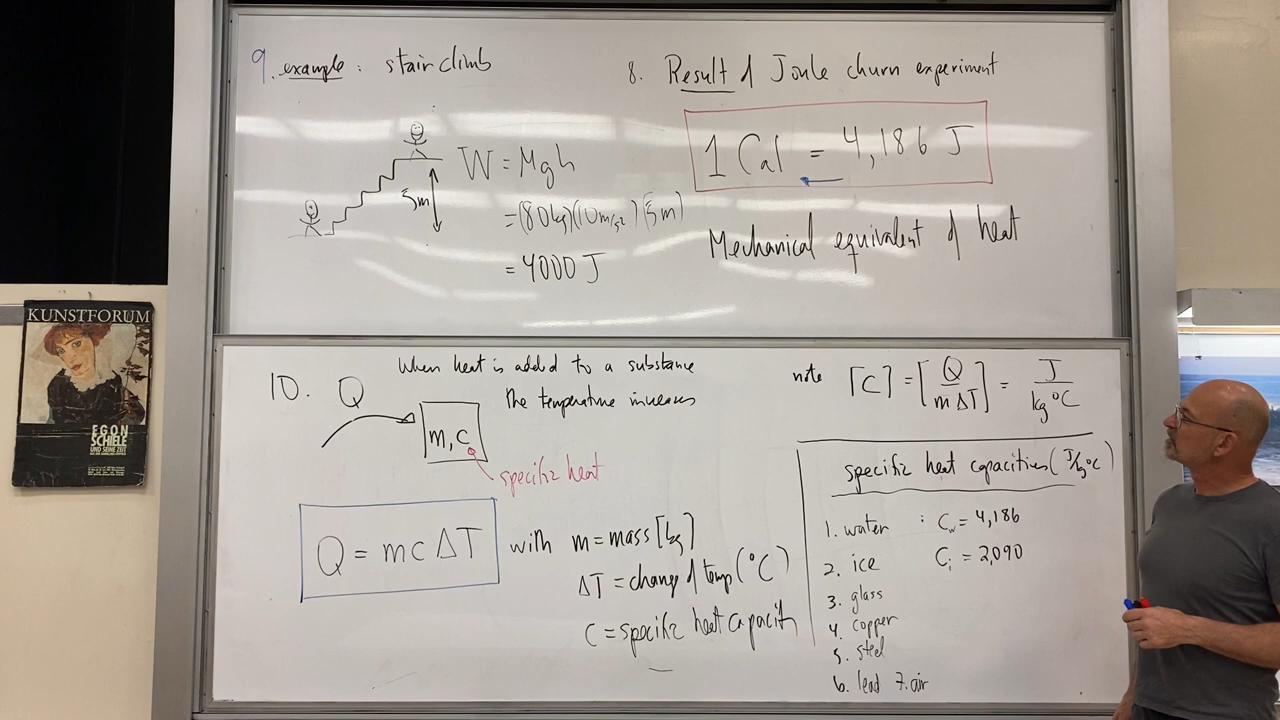 9. example : stair climb
5m
W = Mgh
= (80kg)(10m/s²)(5m)
= 4000 J
8. Result of Joule churn experiment
1 Cal = 4,186 J
Mechanical equivalent of heat
KUNSTFORUM
EGON
SCHIELE
UND SEINE ZEIT
10. Q
When heat is added to a substance
the temperature increases
m, c
specific heat
Q = mcΔT
with m = mass [kg]
ΔT = change of temp (°C)
C = specific heat capacity
note [C] = [Q / mΔT] = J / kg°C
specific heat capacities (J/kg°C)
1. water : Cw = 4,186
2. ice Ci = 2,090
3. glass
4. copper
5. steel
6. lead 7. air